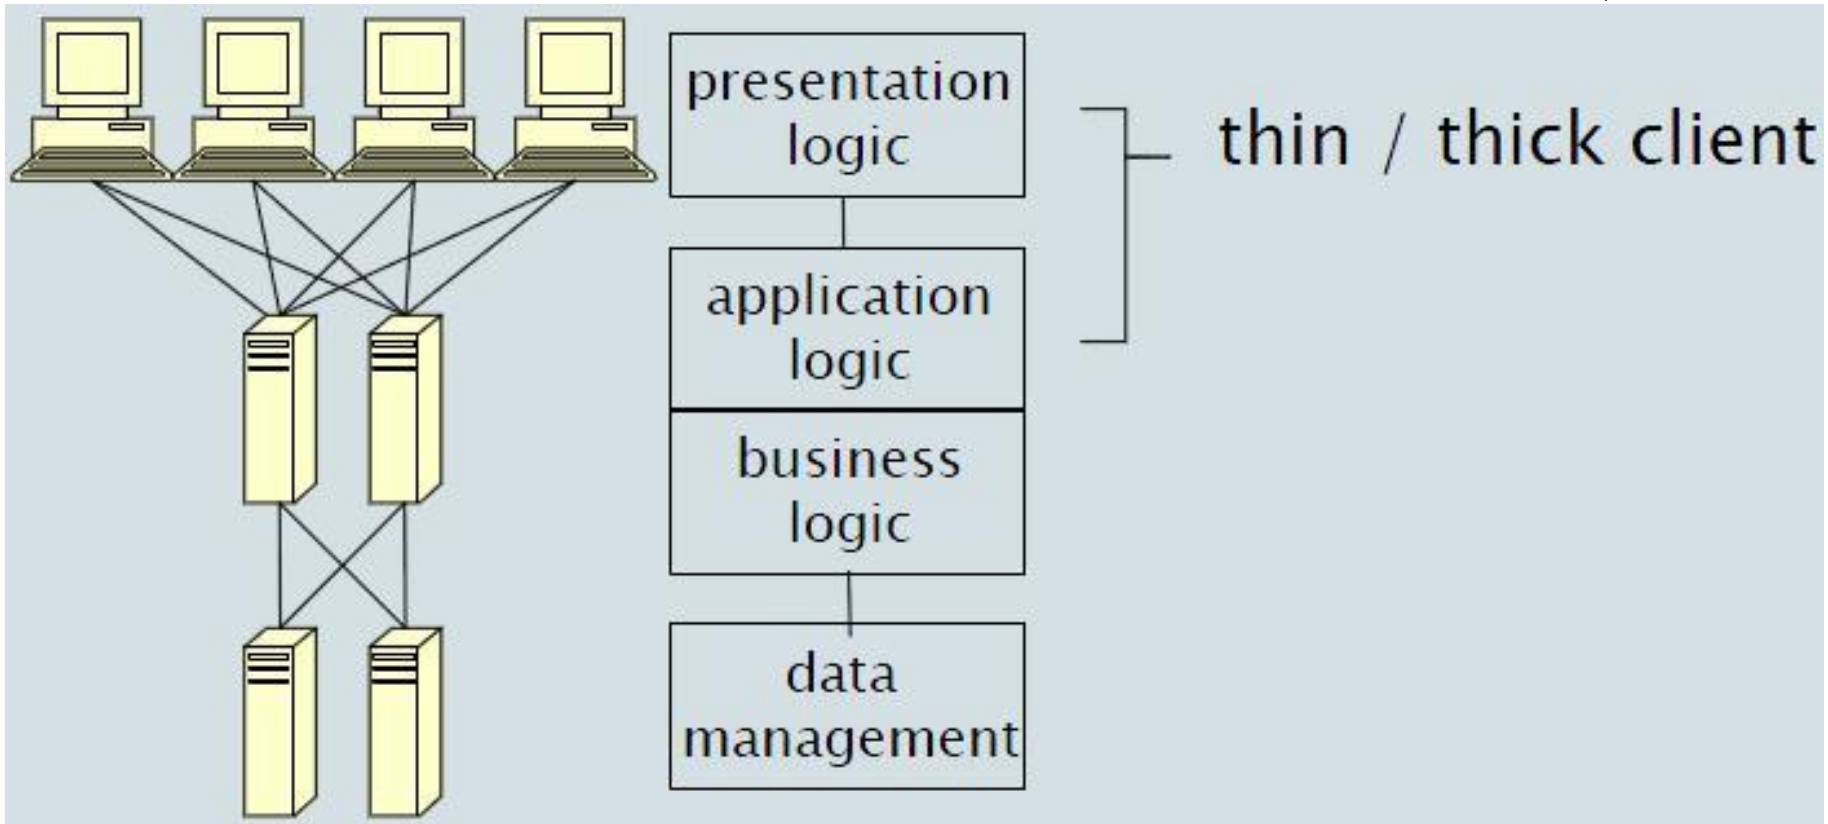 presentation
logic
thin / thick client
application
logic
business
logic
data
management